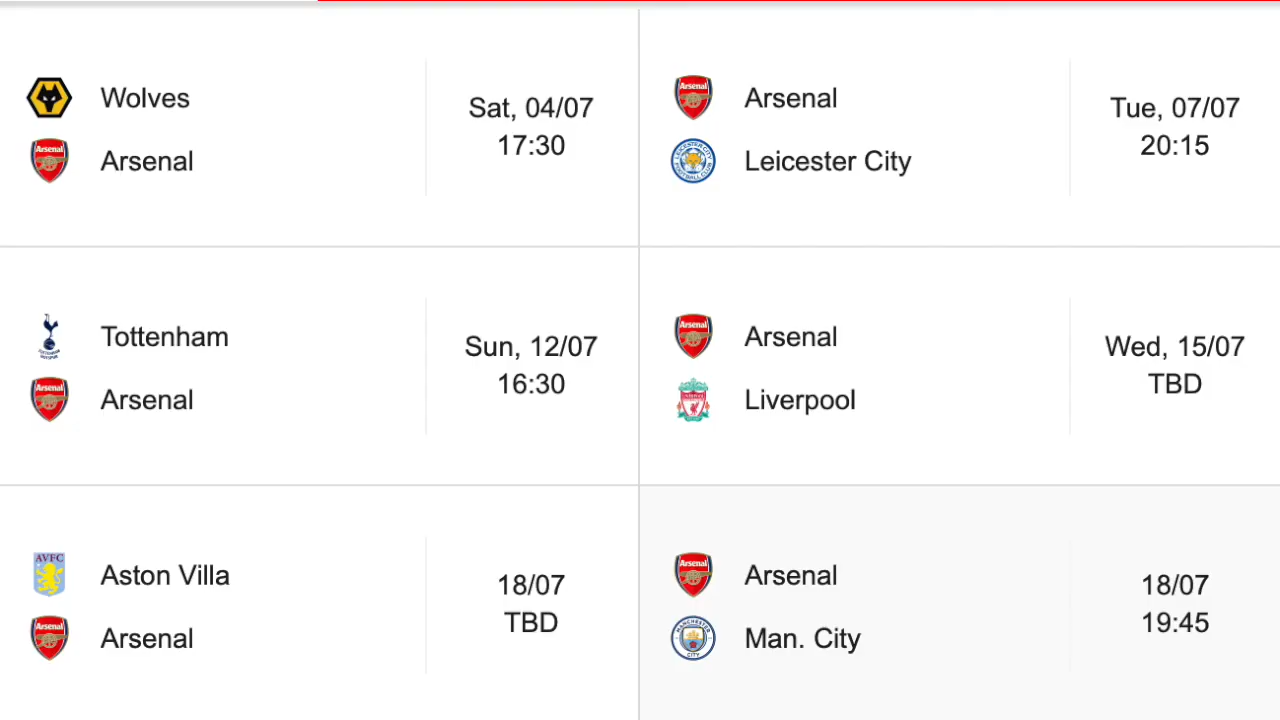 Wolves
Arsenal
Sat, 04/07
17:30
Arsenal
Leicester City
Tue, 07/07
20:15
Tottenham
Arsenal
Sun, 12/07
16:30
Arsenal
Liverpool
Wed, 15/07
TBD
AVFC
Aston Villa
Arsenal
18/07
TBD
Arsenal
Man. City
18/07
19:45